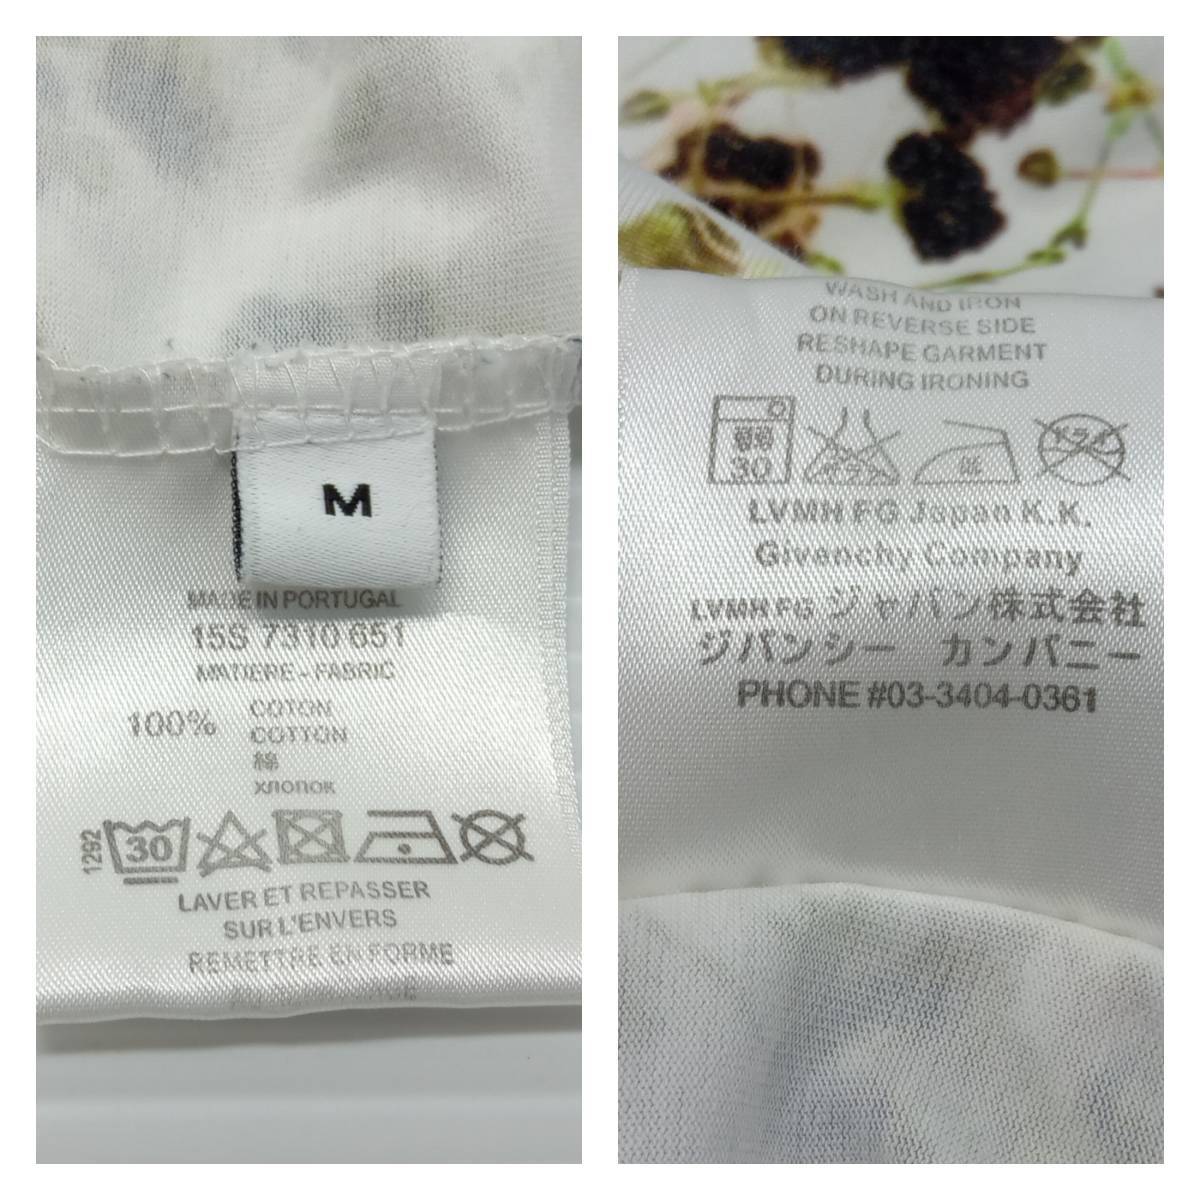 M
MADE IN PORTUGAL
15S 7310 651
MATIERE - FABRIC
100%
COTON
COTTON
綿
хлопок
1292
30
LAVER ET REPASSER
SUR L'ENVERS
REMETTRE EN FORME
WASH AND IRON
ON REVERSE SIDE
RESHAPE GARMENT
DURING IRONING
30
ドライ
LVMH FG Japan K.K.
Givenchy Company
LVMH FG ジャパン株式会社
ジバンシー カンパニー
PHONE #03-3404-0361